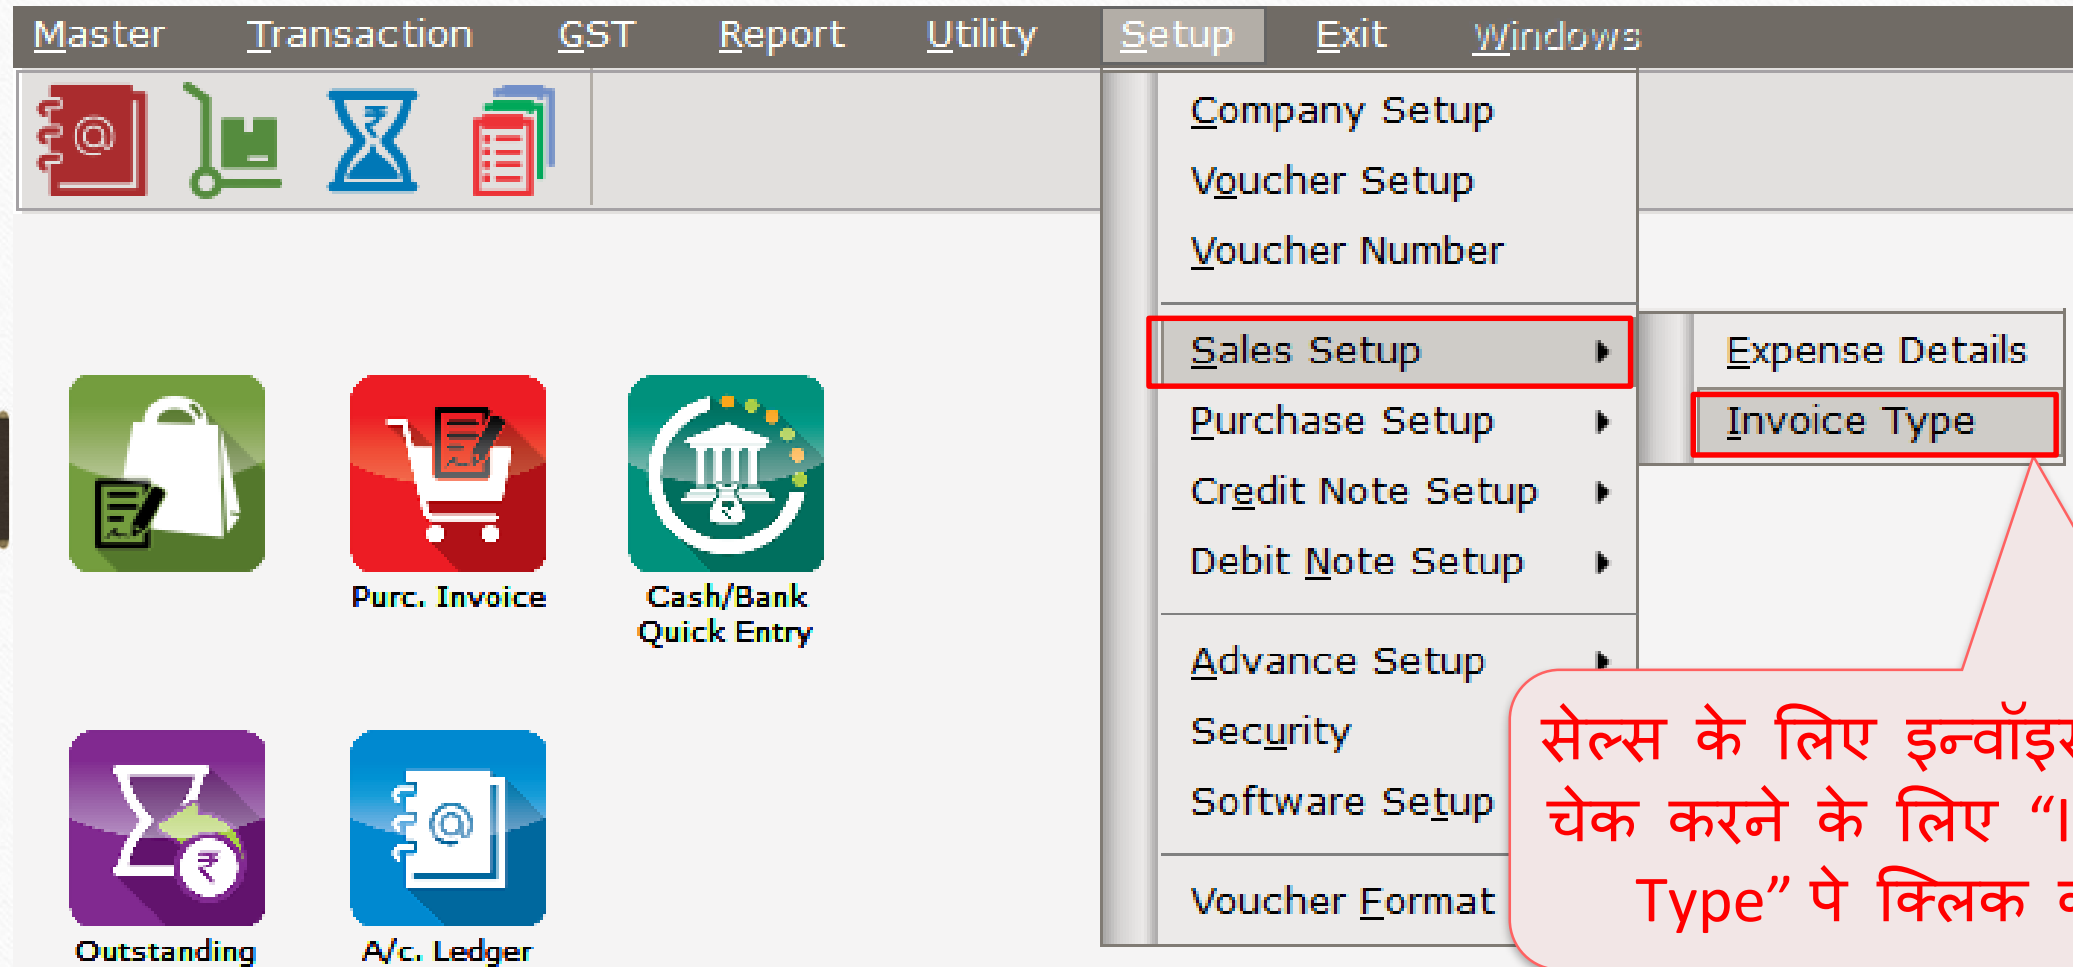 Master Transaction GST Report Utility Setup Exit Windows
Company Setup
Voucher Setup
Voucher Number
Sales Setup
Expense Details
Purchase Setup
Invoice Type
Credit Note Setup
Debit Note Setup
Advance Setup
Security
Software Setup
Voucher Format
Purc. Invoice
Cash/Bank
Quick Entry
Outstanding
A/c. Ledger
सेल्स के लिए
चेक करने के लिए
Type” पे क्लिक